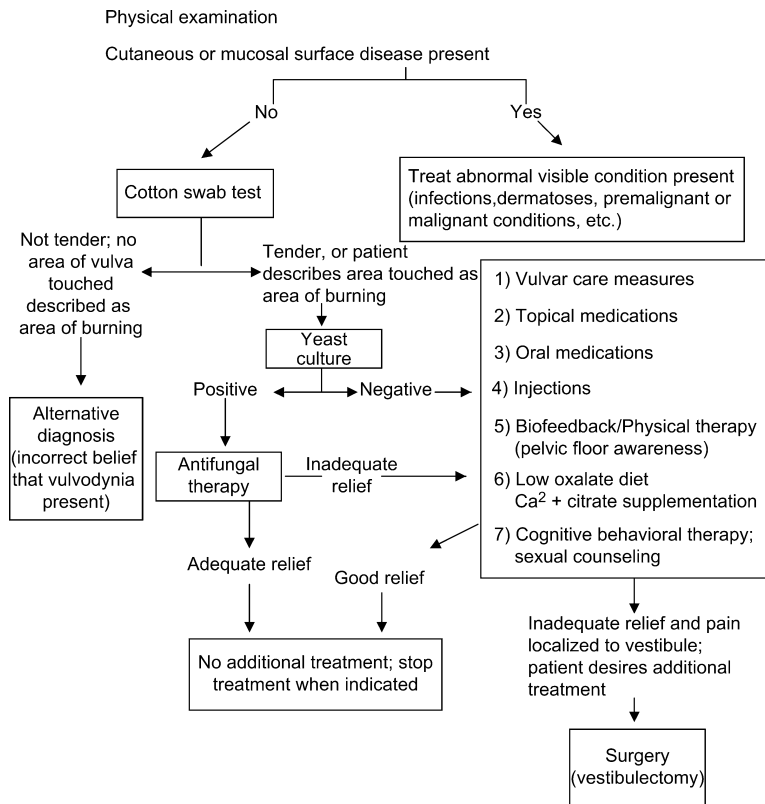 Physical examination
Cutaneous or mucosal surface disease present
No
Yes
Cotton swab test
Treat abnormal visible condition present
(infections,dermatoses, premalignant or
malignant conditions, etc.)
Not tender; no
area of vulva
touched
described as
area of burning
Tender, or patient
describes area touched as
area of burning
Yeast
culture
Positive
Negative
1) Vulvar care measures
2) Topical medications
3) Oral medications
4) Injections
5) Biofeedback/Physical therapy
(pelvic floor awareness)
6) Low oxalate diet
Ca2 + citrate supplementation
7) Cognitive behavioral therapy;
sexual counseling
Alternative
diagnosis
(incorrect belief
that vulvodynia
present)
Antifungal
therapy
Inadequate
relief
Adequate relief
Good relief
No additional treatment; stop
treatment when indicated
Inadequate relief and pain
localized to vestibule;
patient desires additional
treatment
Surgery
(vestibulectomy)